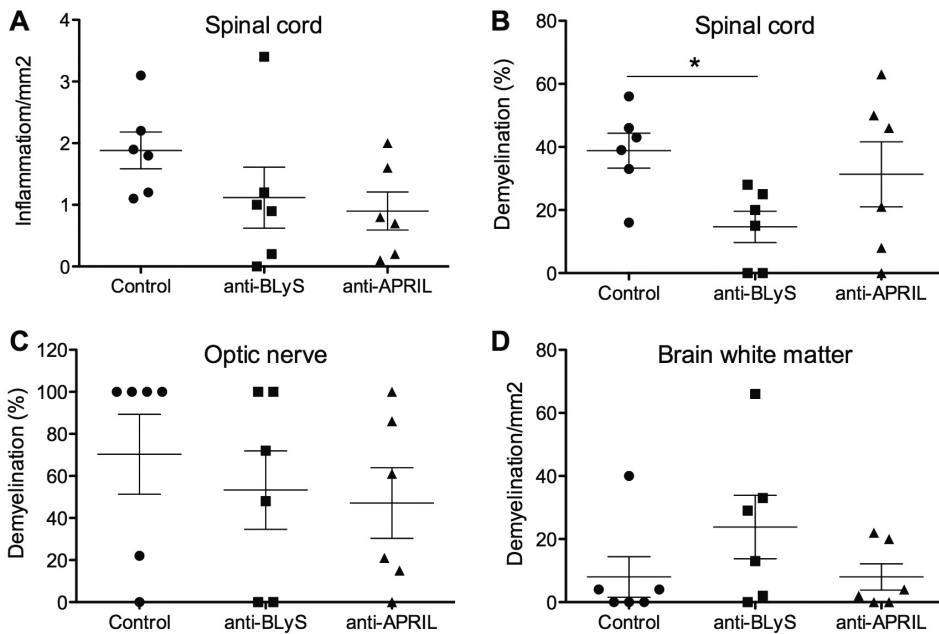 A
Spinal cord
Inflammatiom/mm2
4
3
2
1
0
Control
anti-BLyS
anti-APRIL
B
Spinal cord
*
Demyelination (%)
80
60
40
20
0
Control
anti-BLyS
anti-APRIL
C
Optic nerve
Demyelination (%)
120
100
80
60
40
20
0
Control
anti-BLyS
anti-APRIL
D
Brain white matter
Demyelination/mm2
80
60
40
20
0
Control
anti-BLyS
anti-APRIL